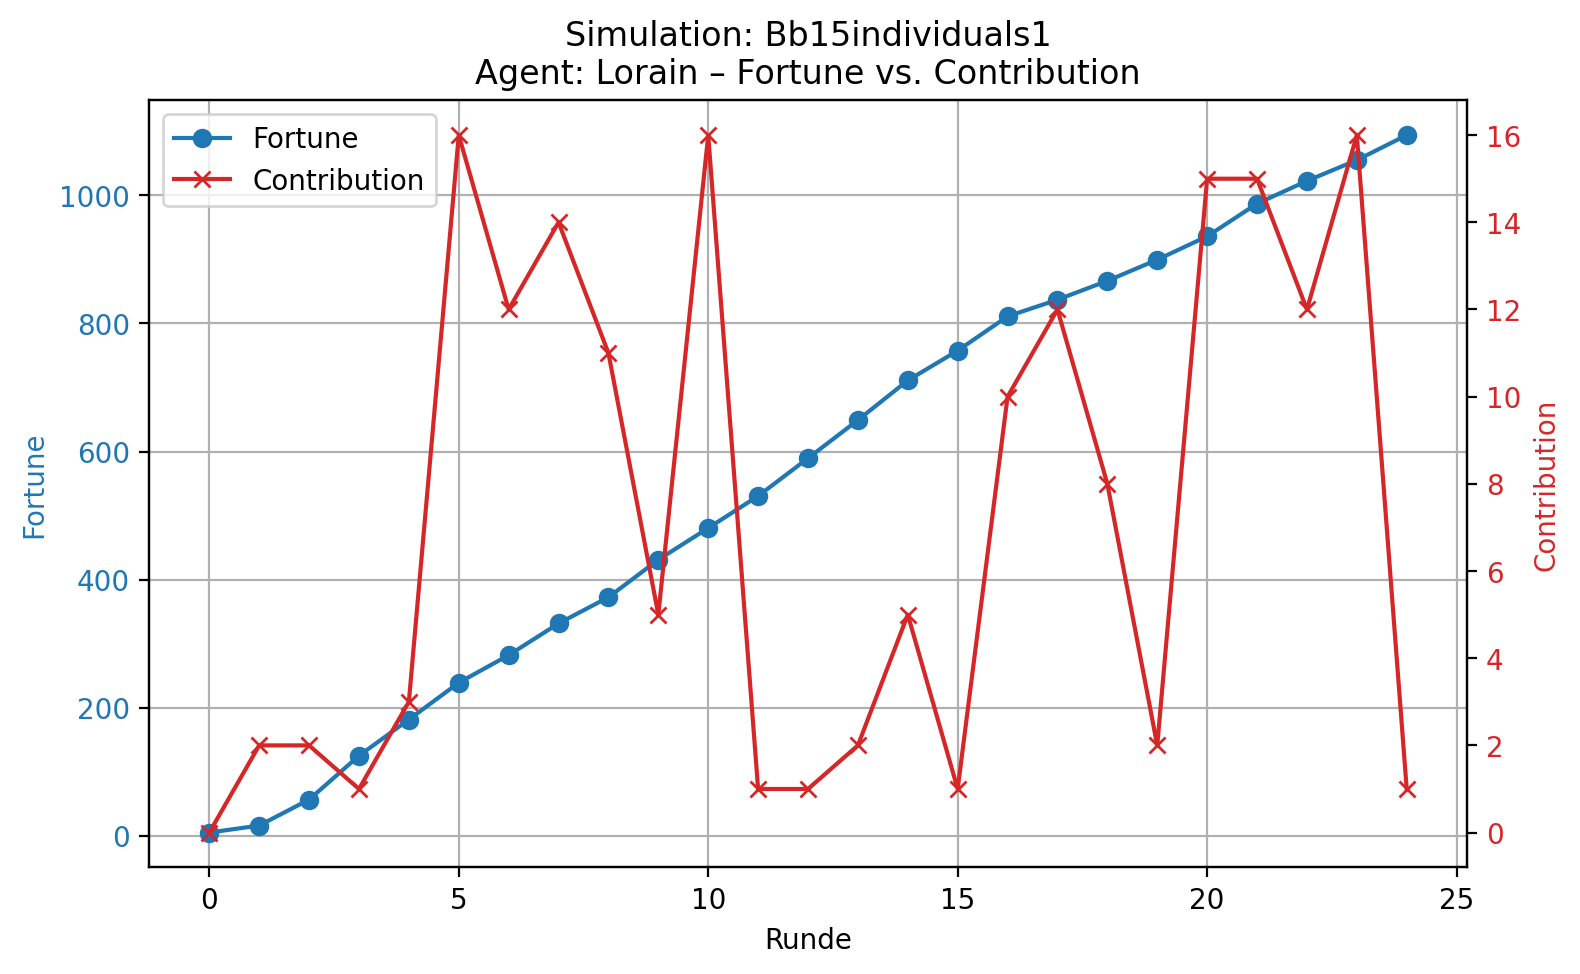 Simulation: Bb15individuals1
Agent: Lorain – Fortune vs. Contribution
Fortune
Contribution
1000
800
600
400
200
0
Fortune
16
14
12
10
8
6
4
2
0
Contribution
0 5 10 15 20 25
Runde